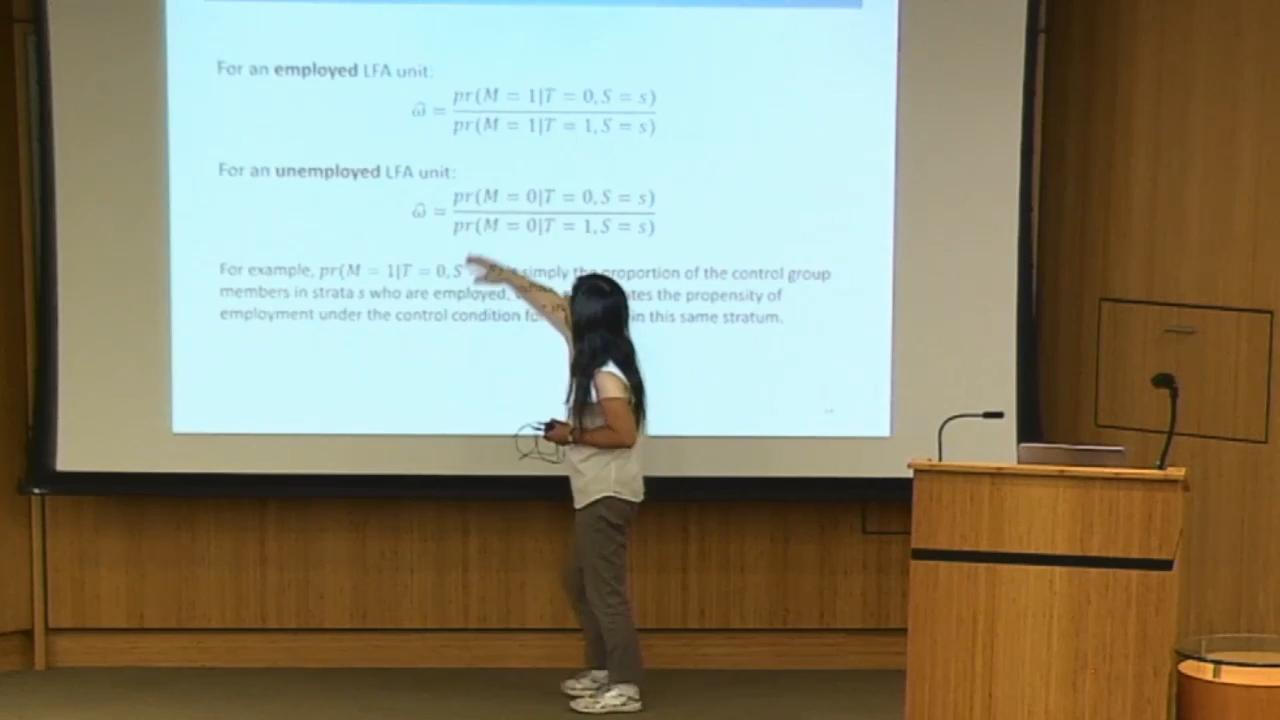 For an employed LFA unit:
ω̂ = pr(M = 1|T = 0, S = s) / pr(M = 1|T = 1, S = s)
For an unemployed LFA unit:
ω̂ = pr(M = 0|T = 0, S = s) / pr(M = 0|T = 1, S = s)
For example, pr(M = 1|T = 0, S simply the proportion of the control group
members in strata s who are employed, the propensity of
employment under the control condition in this same stratum.